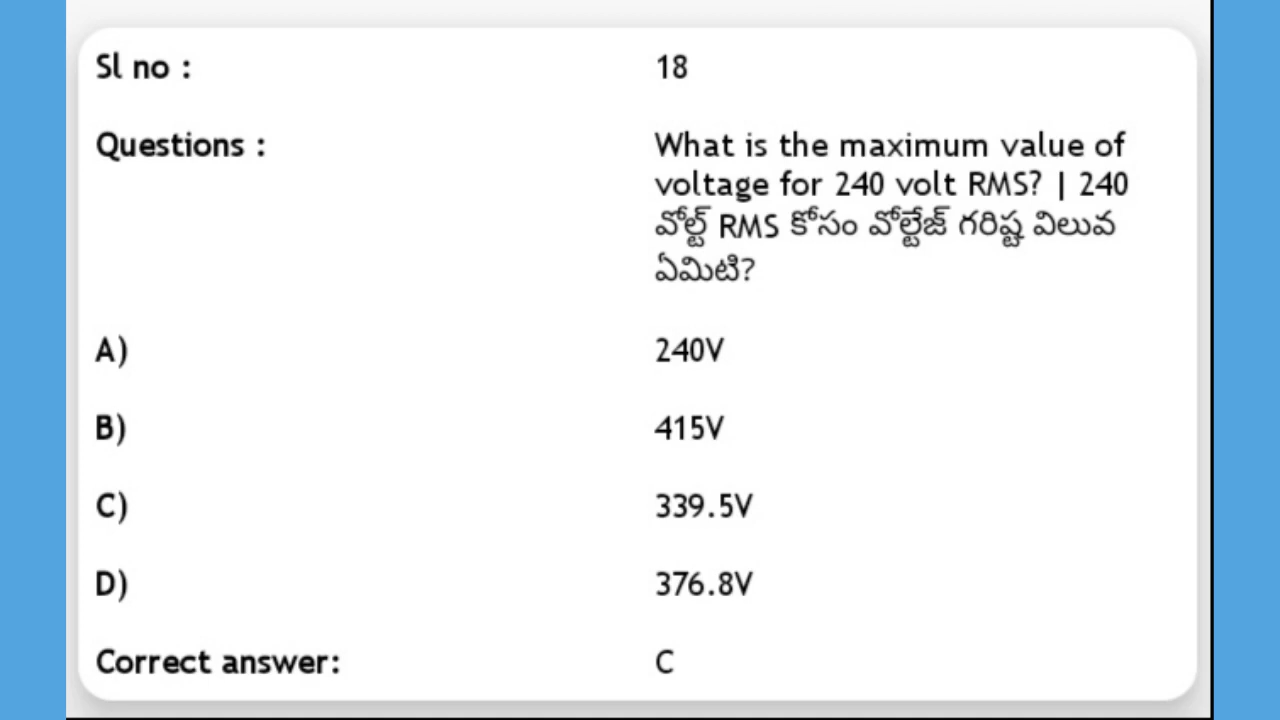 Sl no : 18
Questions : What is the maximum value of
voltage for 240 volt RMS? | 240
వోల్ట్ RMS కోసం వోల్టేజ్ గరిష్ట విలువ
ఏమిటి?
A) 240V
B) 415V
C) 339.5V
D) 376.8V
Correct answer: C